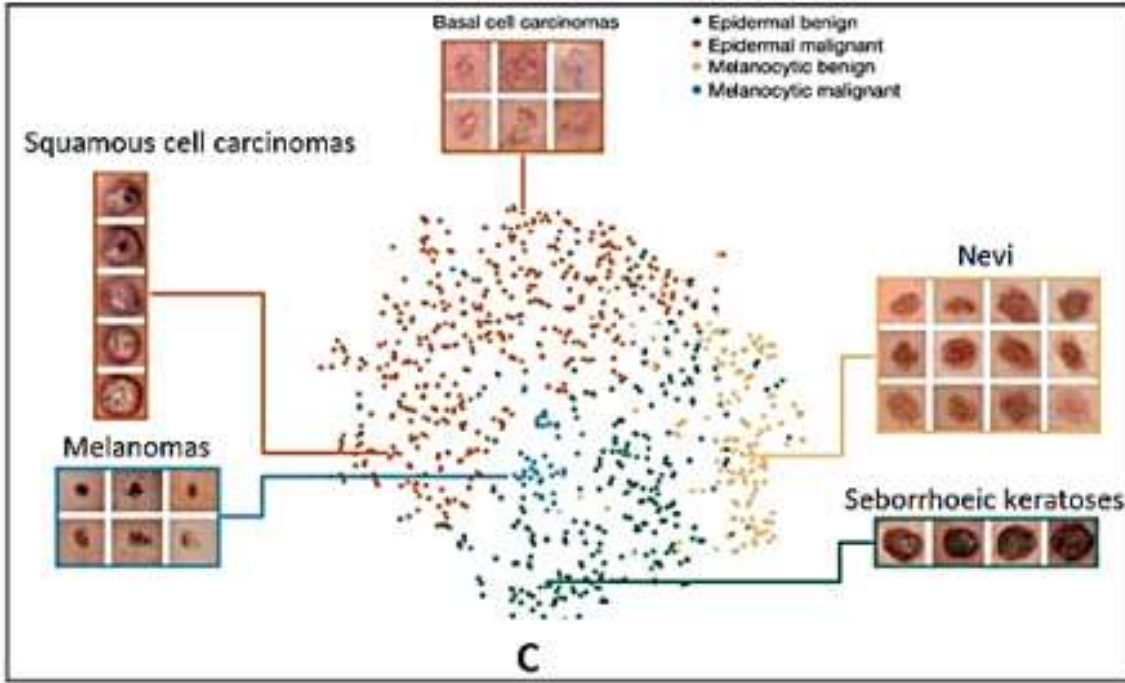 Basal cell carcinomas
Epidermal benign
Epidermal malignant
Melanocytic benign
Melanocytic malignant
Squamous cell carcinomas
Nevi
Melanomas
Seborrhoeic keratoses
C